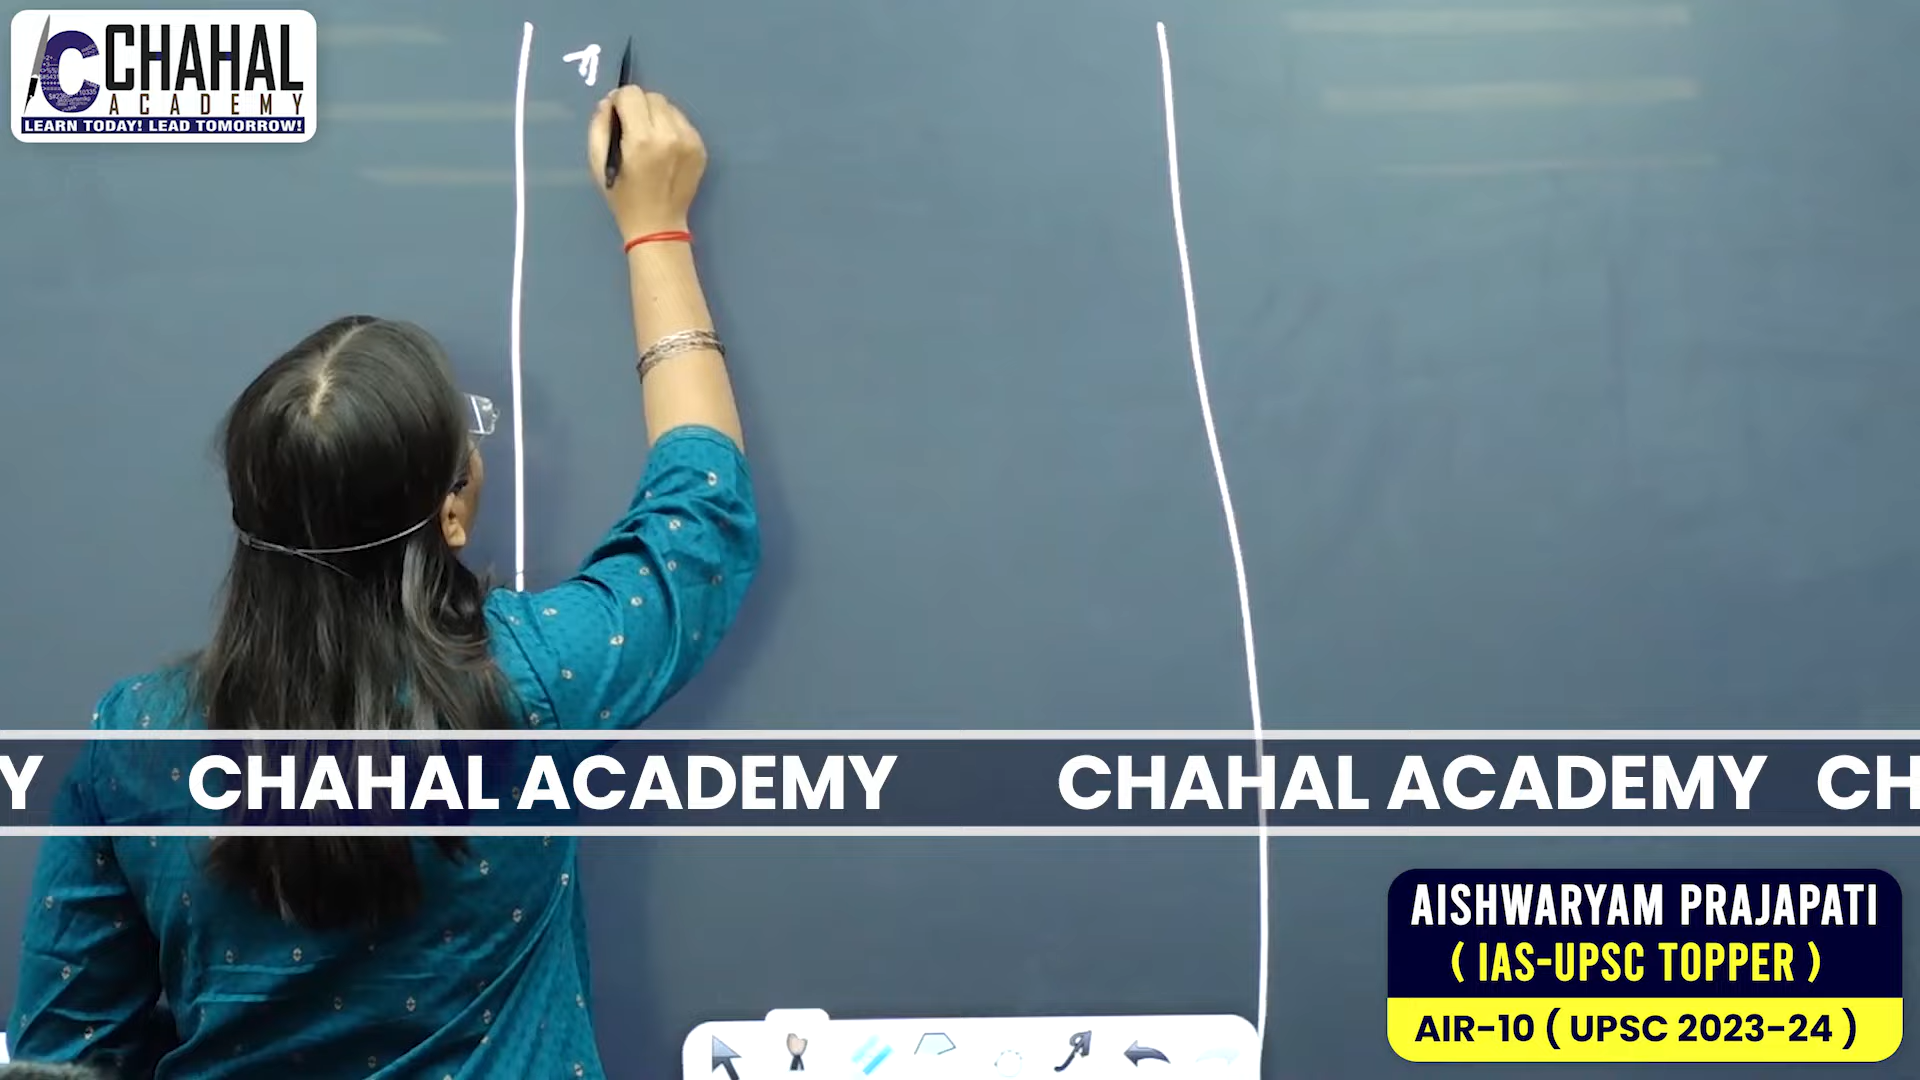 CHAHAL
ACADEMY
LEARN TODAY! LEAD TOMORROW!
Y CHAHAL ACADEMY CHAHAL ACADEMY CH
AISHWARYAM PRAJAPATI
( IAS-UPSC TOPPER )
AIR-10 ( UPSC 2023-24 )